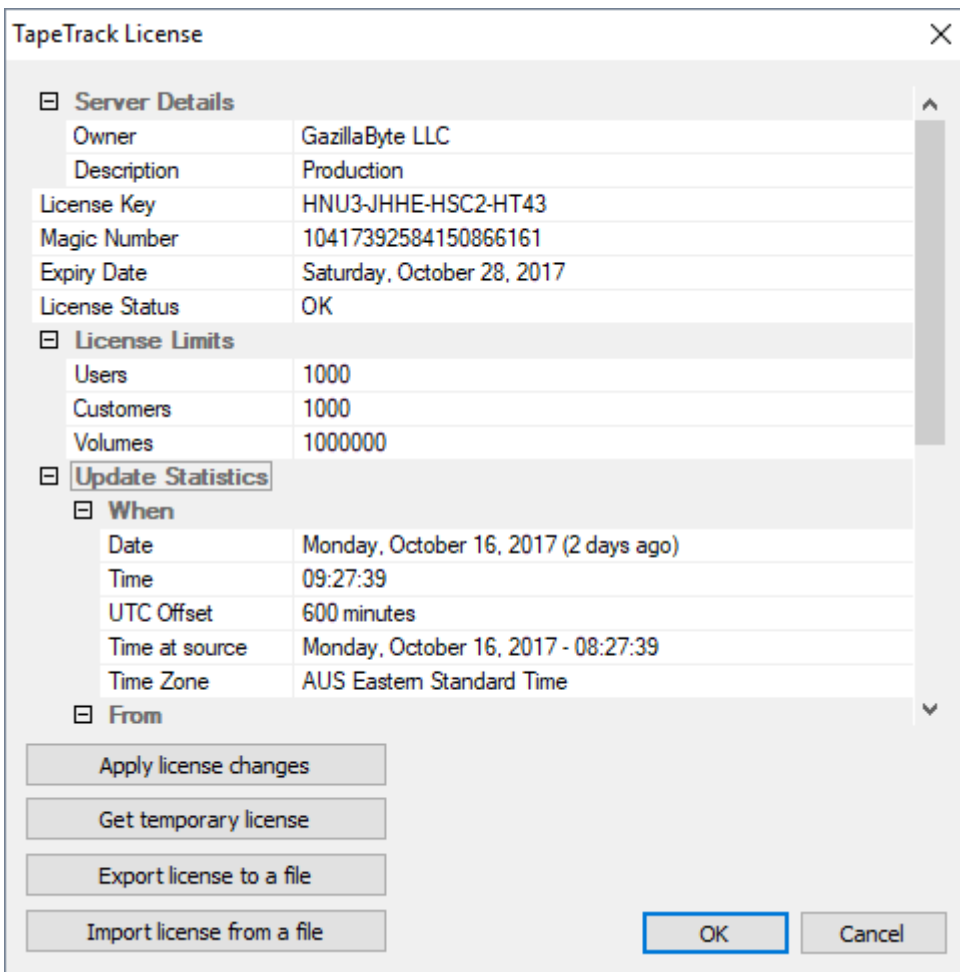 TapeTrack License
Server Details
Owner GazillaByte LLC
Description Production
License Key HNU3-JHHE-HSC2-HT43
Magic Number 10417392584150866161
Expiry Date Saturday, October 28, 2017
License Status OK
License Limits
Users 1000
Customers 1000
Volumes 1000000
Update Statistics
When
Date Monday, October 16, 2017 (2 days ago)
Time 09:27:39
UTC Offset 600 minutes
Time at source Monday, October 16, 2017 - 08:27:39
Time Zone AUS Eastern Standard Time
From
Apply license changes
Get temporary license
Export license to a file
Import license from a file
OK Cancel